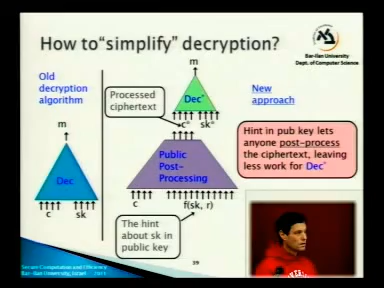 How to“simplify” decryption?
Bar-Ilan University
Dept. of Computer Science
Old
decryption
algorithm
m
Dec
c
sk
Processed
ciphertext
m
Dec*
c*
sk*
Public
Post-
Processing
c
f(sk, r)
The hint
about sk in
public key
New
approach
Hint in pub key lets
anyone post-process
the ciphertext, leaving
less work for Dec*
Secure Computation and Efficiency
Bar-Ilan University, Israel 2011
39